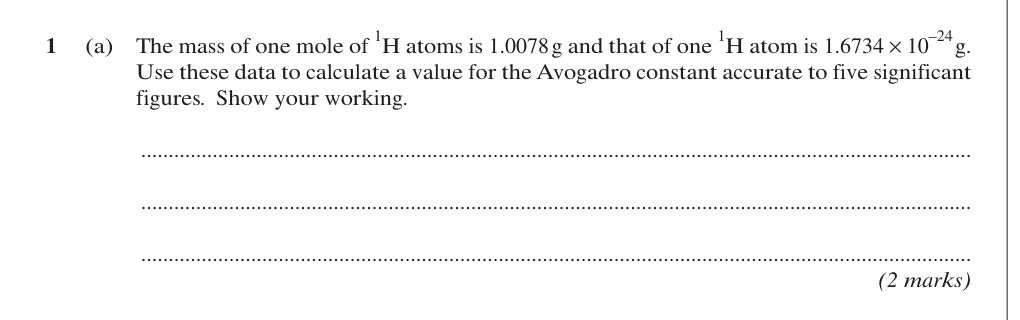 1 (a) The mass of one mole of ¹H atoms is 1.0078 g and that of one ¹H atom is 1.6734 × 10⁻²⁴ g.
Use these data to calculate a value for the Avogadro constant accurate to five significant
figures. Show your working.
(2 marks)